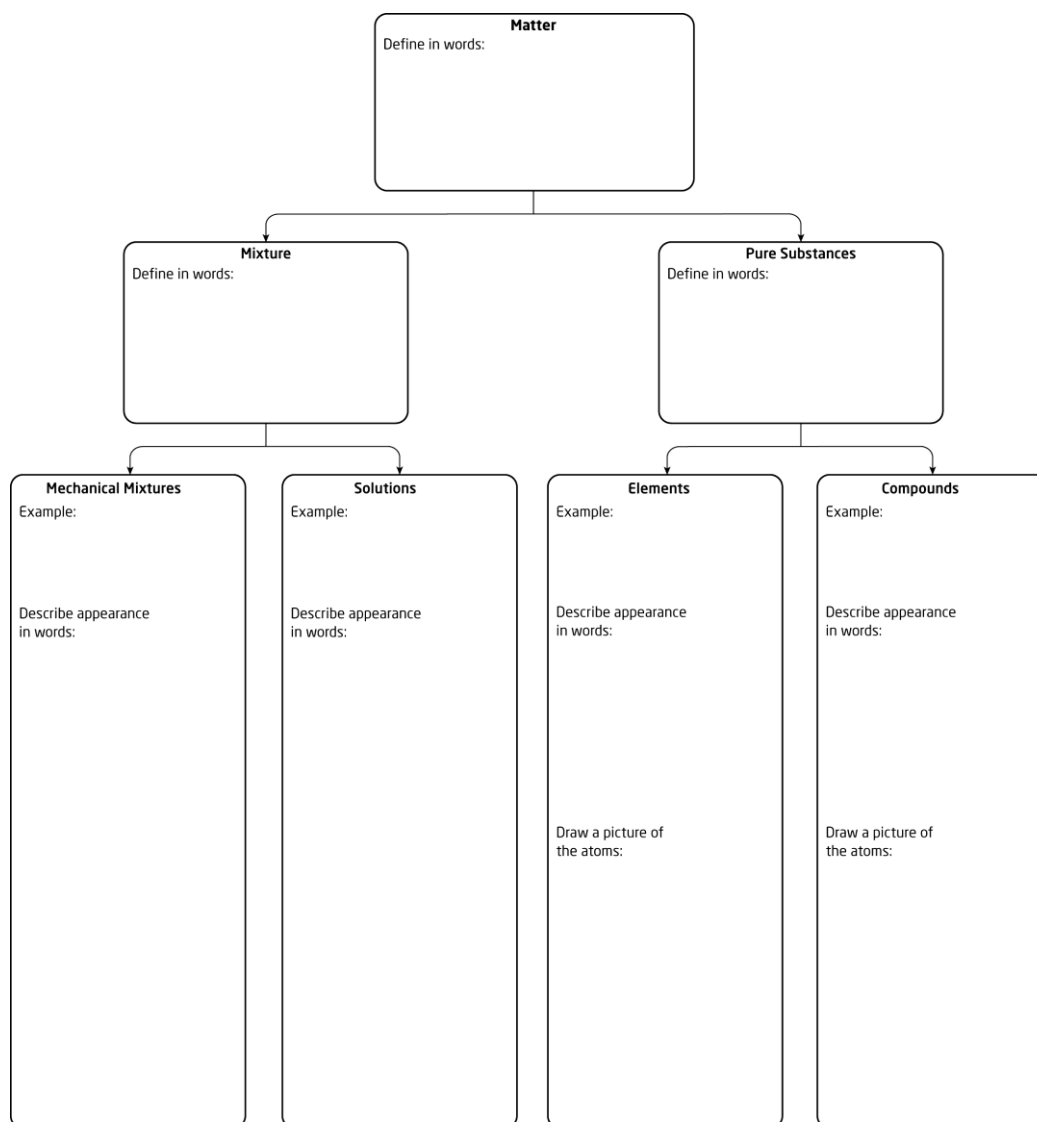 Matter
Define in words:
Mixture
Define in words:
Pure Substances
Define in words:
Mechanical Mixtures
Example:
Describe appearance
in words:
Solutions
Example:
Describe appearance
in words:
Elements
Example:
Describe appearance
in words:
Draw a picture of
the atoms:
Compounds
Example:
Describe appearance
in words:
Draw a picture of
the atoms: